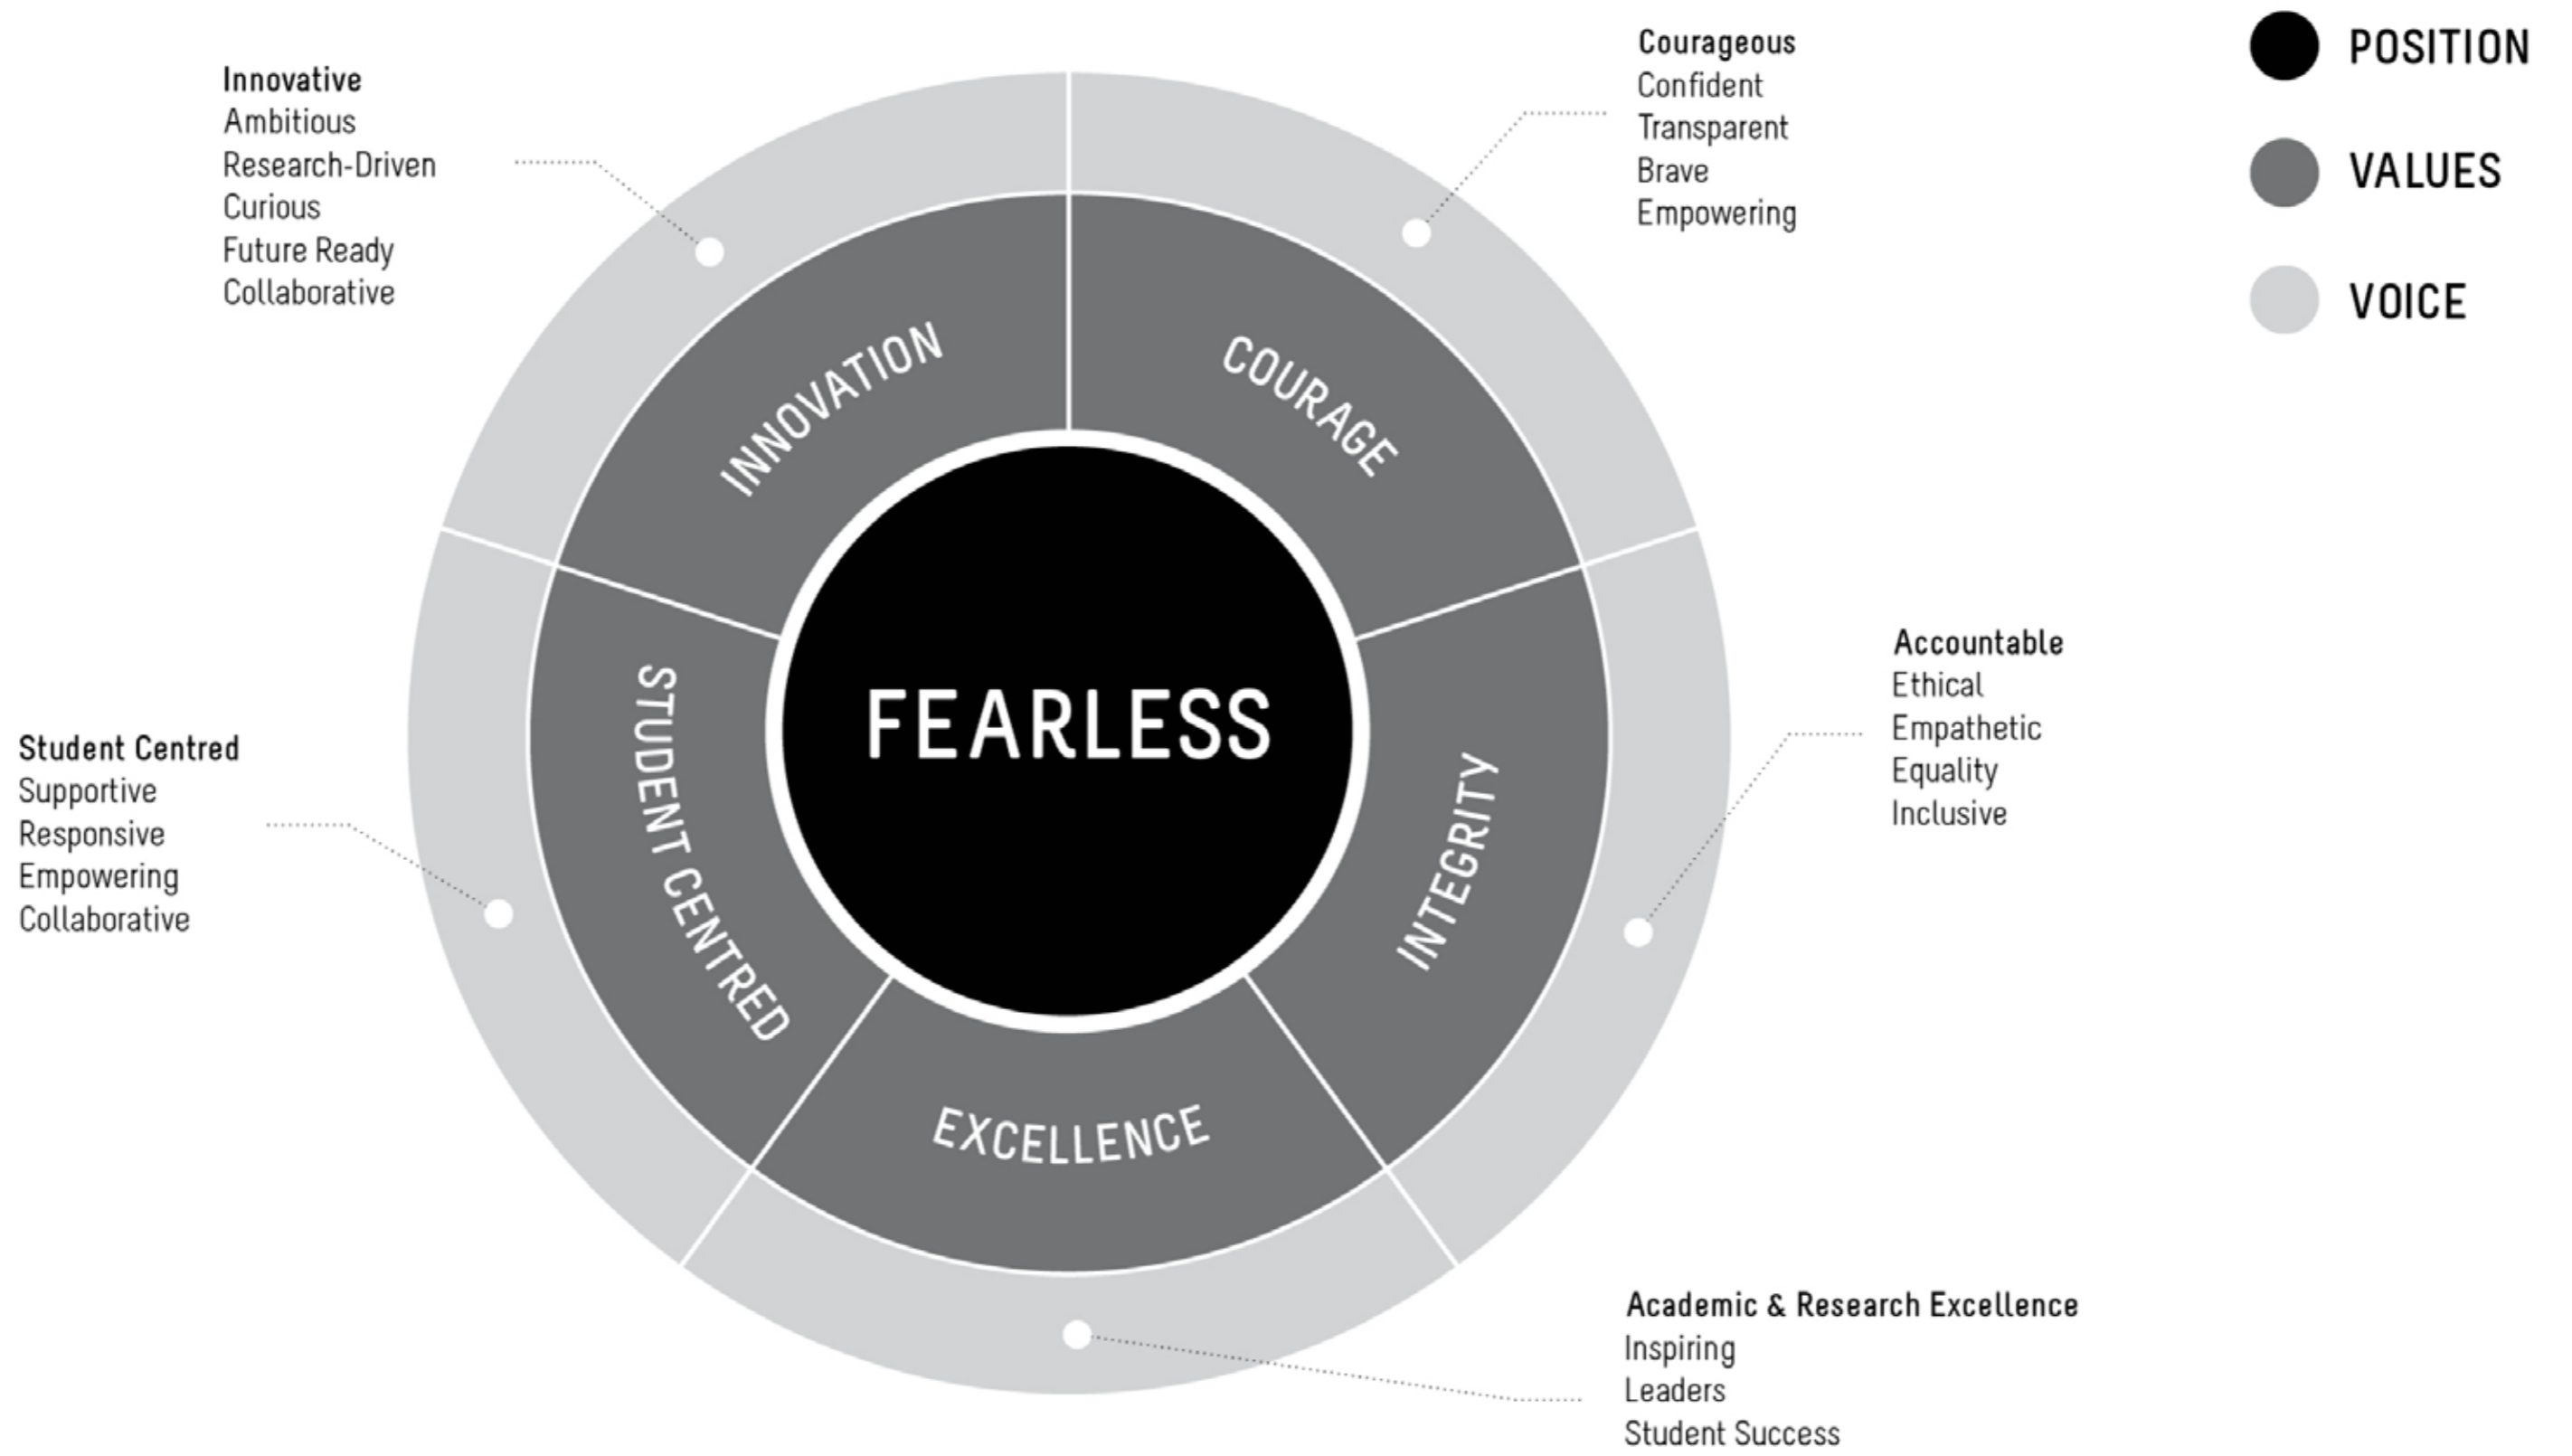 Innovative
Ambitious
Research-Driven
Curious
Future Ready
Collaborative
Courageous
Confident
Transparent
Brave
Empowering
POSITION
VALUES
VOICE
INNOVATION
COURAGE
FEARLESS
STUDENT CENTRED
INTEGRITY
EXCELLENCE
Accountable
Ethical
Empathetic
Equality
Inclusive
Student Centred
Supportive
Responsive
Empowering
Collaborative
Academic & Research Excellence
Inspiring
Leaders
Student Success